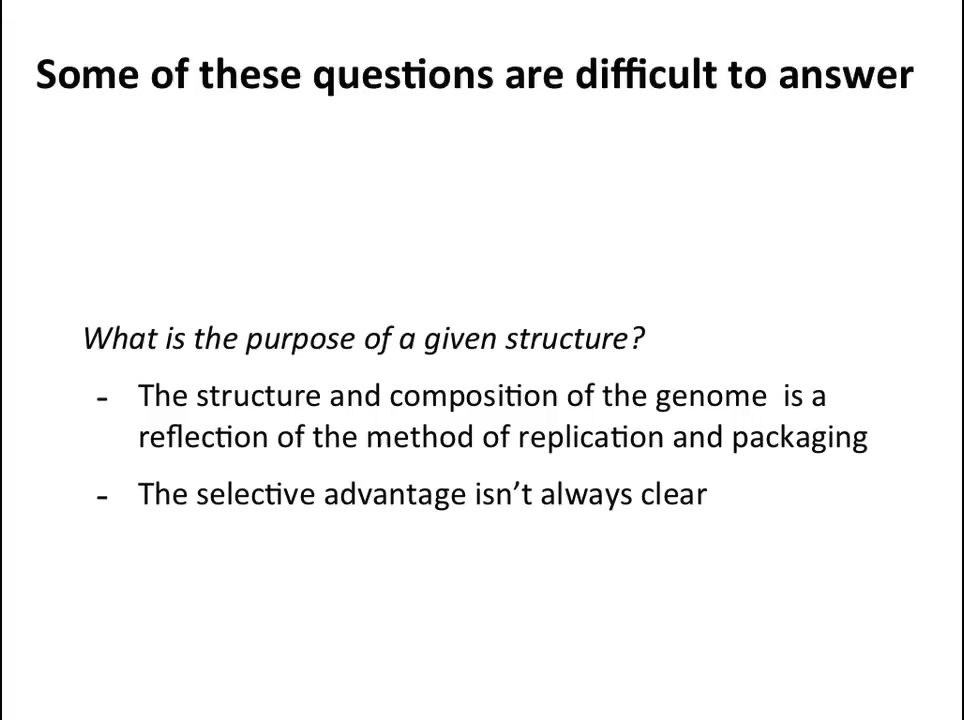 Some of these questions are difficult to answer
What is the purpose of a given structure?
- The structure and composition of the genome is a
reflection of the method of replication and packaging
- The selective advantage isn’t always clear